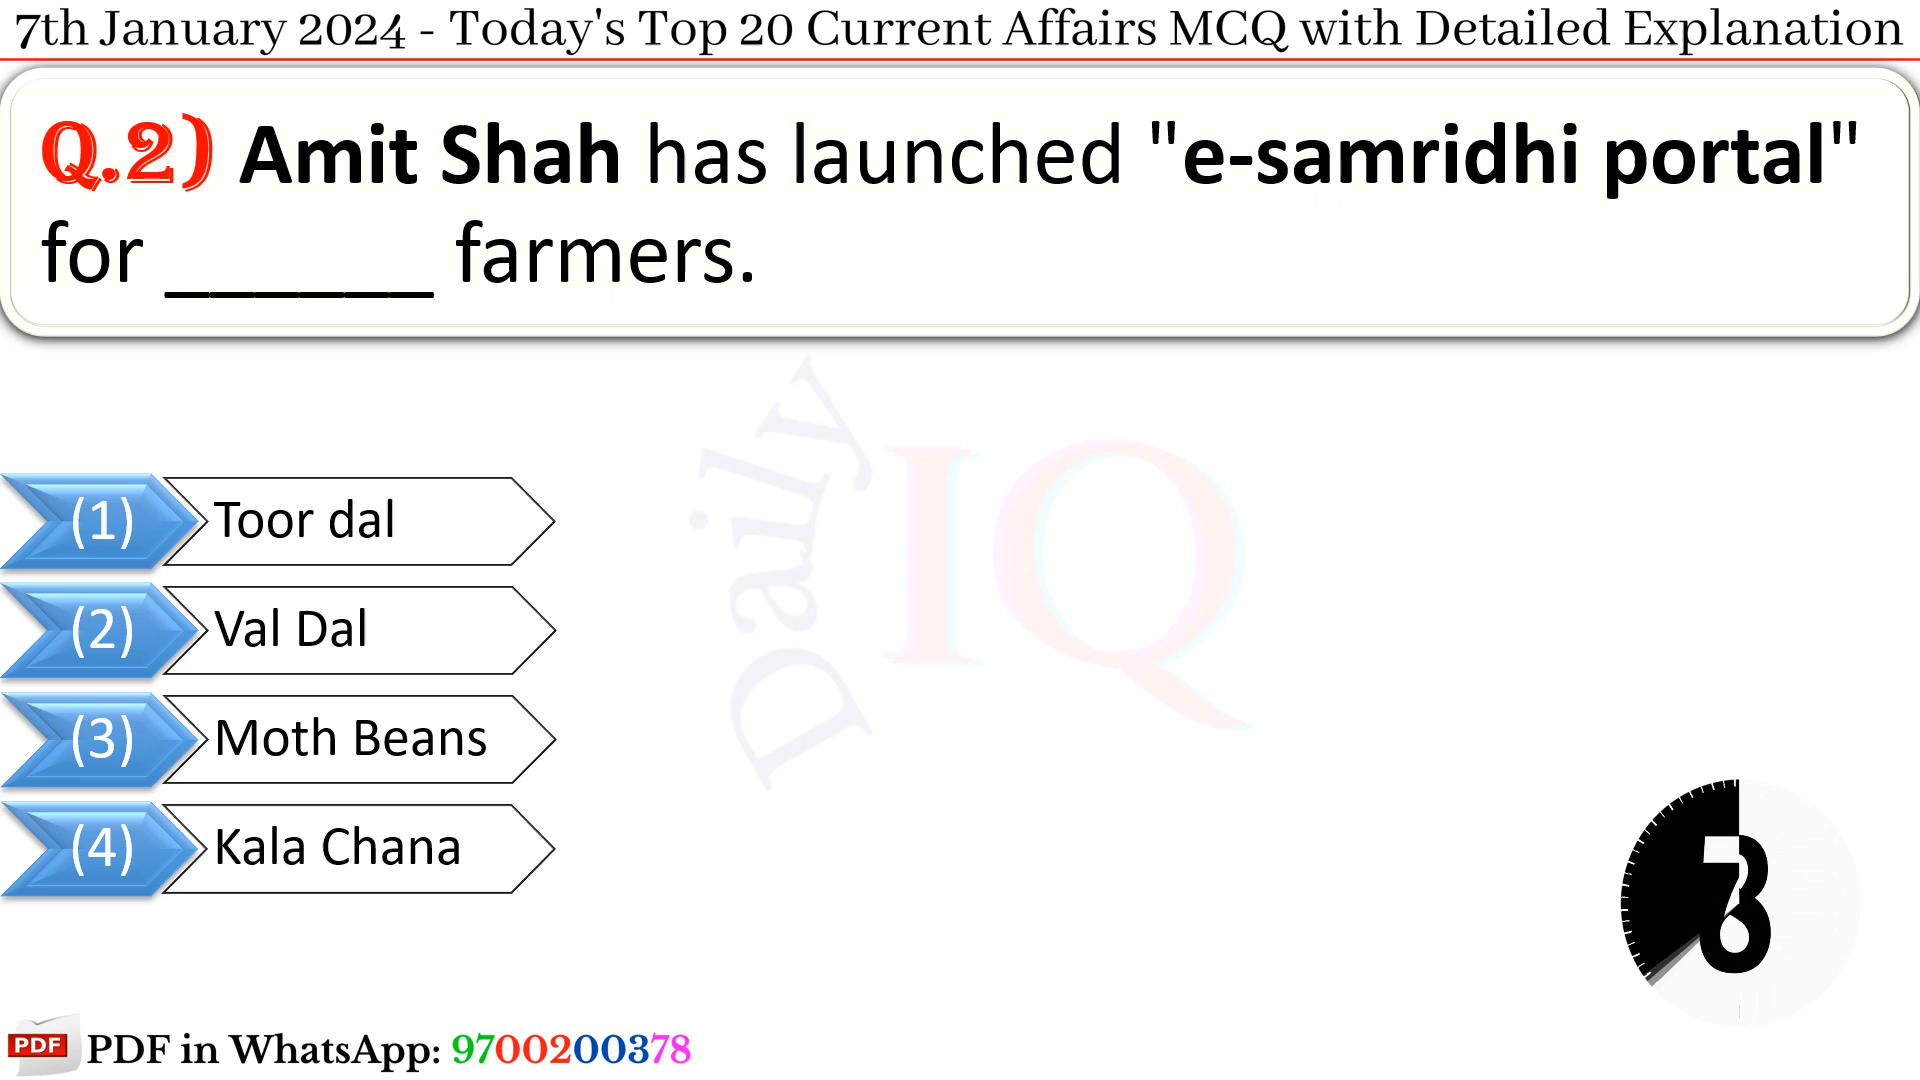 7th January 2024 - Today's Top 20 Current Affairs MCQ with Detailed Explanation
Q.2) Amit Shah has launched "e-samridhi portal"
for ______ farmers.
Daily IQ
(1) Toor dal
(2) Val Dal
(3) Moth Beans
(4) Kala Chana
PDF PDF in WhatsApp: 9700200378